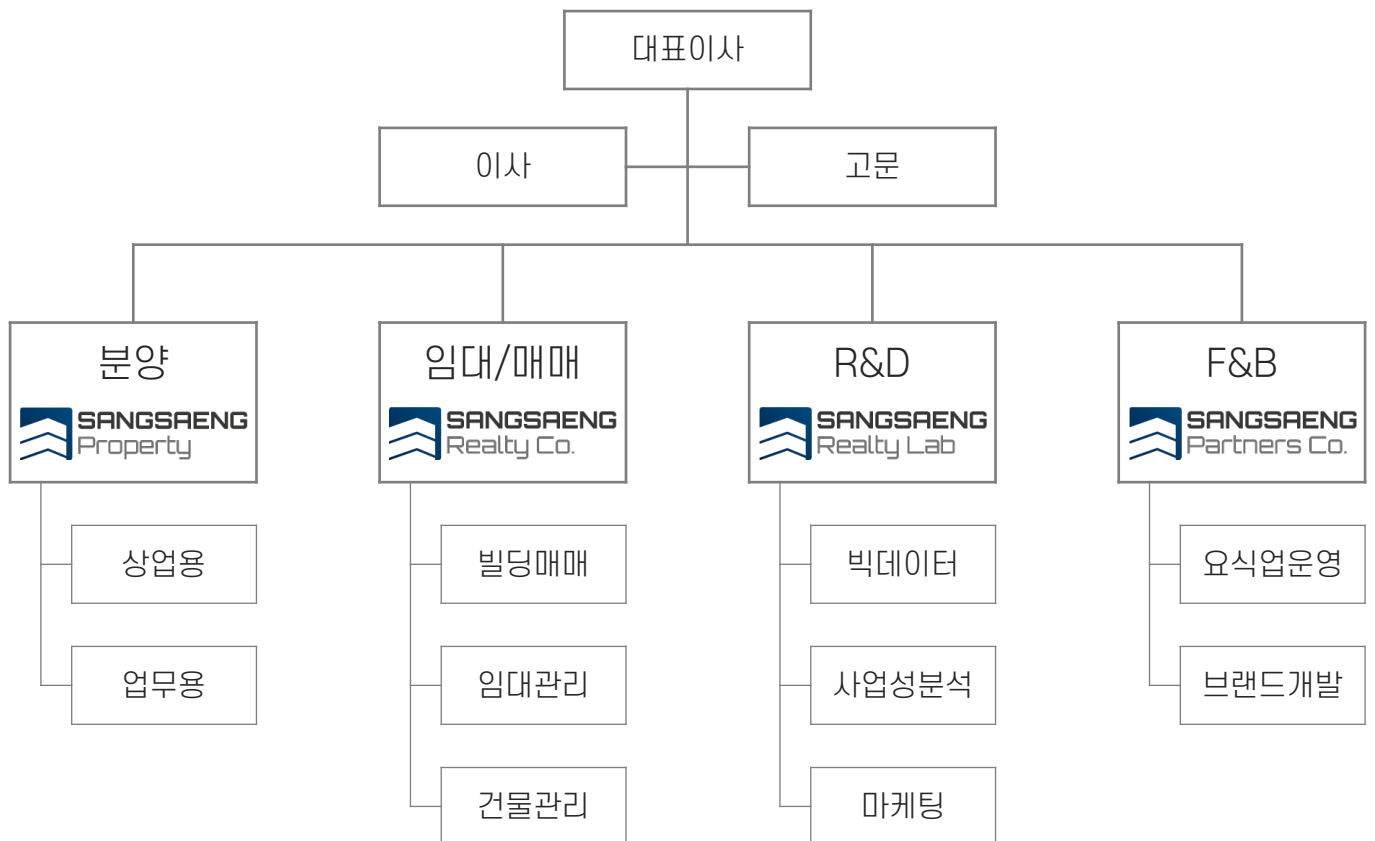 대표이사
이사
고문
분양
SANGSAENG
Property
임대/매매
SANGSAENG
Realty Co.
R&D
SANGSAENG
Realty Lab
F&B
SANGSAENG
Partners Co.
상업용
업무용
빌딩매매
임대관리
건물관리
빅데이터
사업성분석
마케팅
요식업운영
브랜드개발